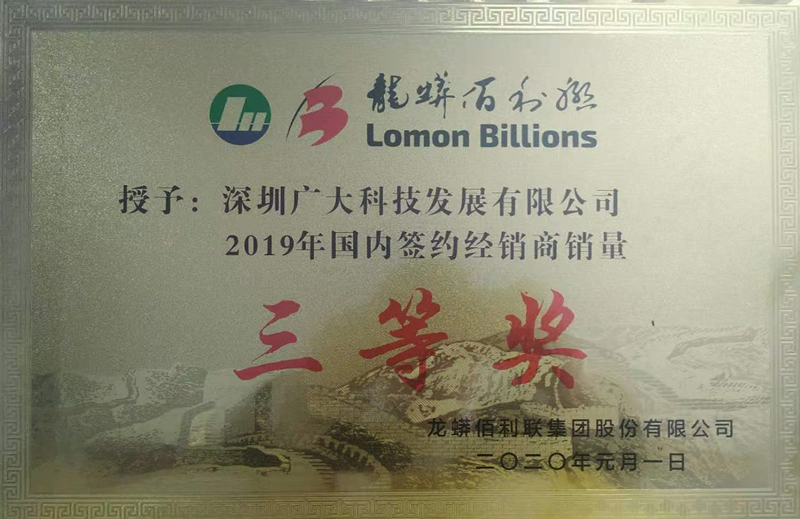 龍蟒佰利聯
Lomon Billions
授予：深圳广大科技发展有限公司
2019年国内签约经销商销量
三等奖
龙蟒佰利联集团股份有限公司
二〇二〇年元月一日